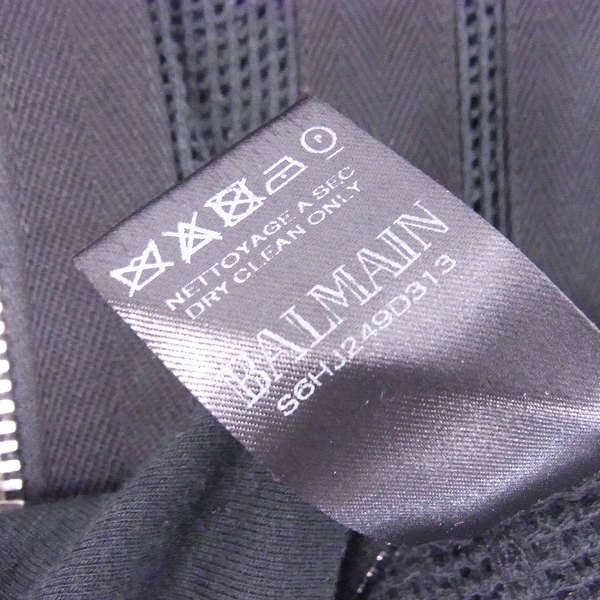 P
NETTOYAGE A SEC
DRY CLEAN ONLY
BALMAIN
S6HJ249D313